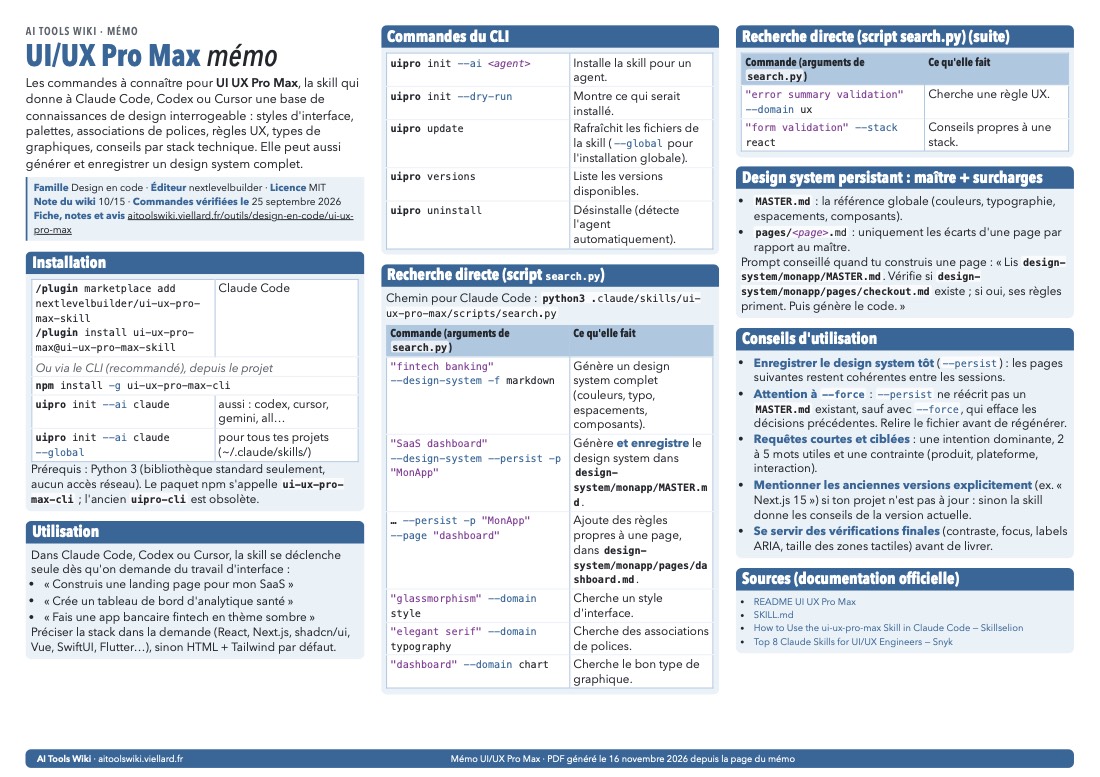 AI TOOLS WIKI · MÉMO
UI/UX Pro Max mémo
Les commandes à connaître pour UI UX Pro Max, la skill qui
donne à Claude Code, Codex ou Cursor une base de
connaissances de design interrogeable : styles d'interface,
palettes, associations de polices, règles UX, types de
graphiques, conseils par stack technique. Elle peut aussi
générer et enregistrer un design system complet.
Famille Design en code · Éditeur nextlevelbuilder · Licence MIT
Note du wiki 10/15 · Commandes vérifiées le 25 septembre 2026
Fiche, notes et avis aitoolswiki.viellard.fr/outils/design-en-code/ui-ux-
pro-max
Installation
/plugin marketplace add
nextlevelbuilder/ui-ux-pro-
max-skill
/plugin install ui-ux-pro-
max@ui-ux-pro-max-skill
Claude Code
Ou via le CLI (recommandé), depuis le projet
npm install -g ui-ux-pro-max-cli
uipro init --ai claude
aussi : codex, cursor,
gemini, all…
uipro init --ai claude
--global
pour tous tes projets
(~/.claude/skills/)
Prérequis : Python 3 (bibliothèque standard seulement,
aucun accès réseau). Le paquet npm s'appelle ui-ux-pro-
max-cli ; l'ancien uipro-cli est obsolète.
Utilisation
Dans Claude Code, Codex ou Cursor, la skill se déclenche
seule dès qu'on demande du travail d'interface :
• « Construis une landing page pour mon SaaS »
• « Crée un tableau de bord d'analytique santé »
• « Fais une app bancaire fintech en thème sombre »
Préciser la stack dans la demande (React, Next.js, shadcn/ui,
Vue, SwiftUI, Flutter…), sinon HTML + Tailwind par défaut.
Commandes du CLI
uipro init --ai <agent>
Installe la skill pour un
agent.
uipro init --dry-run
Montre ce qui serait
installé.
uipro update
Rafraîchit les fichiers de
la skill (--global pour
l'installation globale).
uipro versions
Liste les versions
disponibles.
uipro uninstall
Désinstalle (détecte
l'agent
automatiquement).
Recherche directe (script search.py)
Chemin pour Claude Code : python3 .claude/skills/ui-
ux-pro-max/scripts/search.py
Commande (arguments de
search.py)
Ce qu'elle fait
"fintech banking"
--design-system -f markdown
Génère un design
system complet
(couleurs, typo,
espacements,
composants).
"SaaS dashboard"
--design-system --persist -p
"MonApp"
Génère et enregistre le
design system dans
design-
system/monapp/MASTER.m
d.
… --persist -p "MonApp"
--page "dashboard"
Ajoute des règles
propres à une page,
dans design-
system/monapp/pages/da
shboard.md.
"glassmorphism" --domain
style
Cherche un style
d'interface.
"elegant serif" --domain
typography
Cherche des associations
de polices.
"dashboard" --domain chart
Cherche le bon type de
graphique.
Recherche directe (script search.py) (suite)
Commande (arguments de
search.py)
Ce qu'elle fait
"error summary validation"
--domain ux
Cherche une règle UX.
"form validation" --stack
react
Conseils propres à une
stack.
Design system persistant : maître + surcharges
• MASTER.md : la référence globale (couleurs, typographie,
espacements, composants).
• pages/<page>.md : uniquement les écarts d'une page par
rapport au maître.
Prompt conseillé quand tu construis une page : « Lis design-
system/monapp/MASTER.md. Vérifie si design-
system/monapp/pages/checkout.md existe ; si oui, ses règles
priment. Puis génère le code. »
Conseils d'utilisation
• Enregistrer le design system tôt (--persist) : les pages
suivantes restent cohérentes entre les sessions.
• Attention à --force : --persist ne réécrit pas un
MASTER.md existant, sauf avec --force, qui efface les
décisions précédentes. Relire le fichier avant de régénérer.
• Requêtes courtes et ciblées : une intention dominante, 2
à 5 mots utiles et une contrainte (produit, plateforme,
interaction).
• Mentionner les anciennes versions explicitement (ex. «
Next.js 15 ») si ton projet n'est pas à jour : sinon la skill
donne les conseils de la version actuelle.
• Se servir des vérifications finales (contraste, focus, labels
ARIA, taille des zones tactiles) avant de livrer.
Sources (documentation officielle)
• README UI UX Pro Max
• SKILL.md
• How to Use the ui-ux-pro-max Skill in Claude Code — Skillselion
• Top 8 Claude Skills for UI/UX Engineers — Snyk
AI Tools Wiki · aitoolswiki.viellard.fr
Mémo UI/UX Pro Max · PDF généré le 16 novembre 2026 depuis la page du mémo